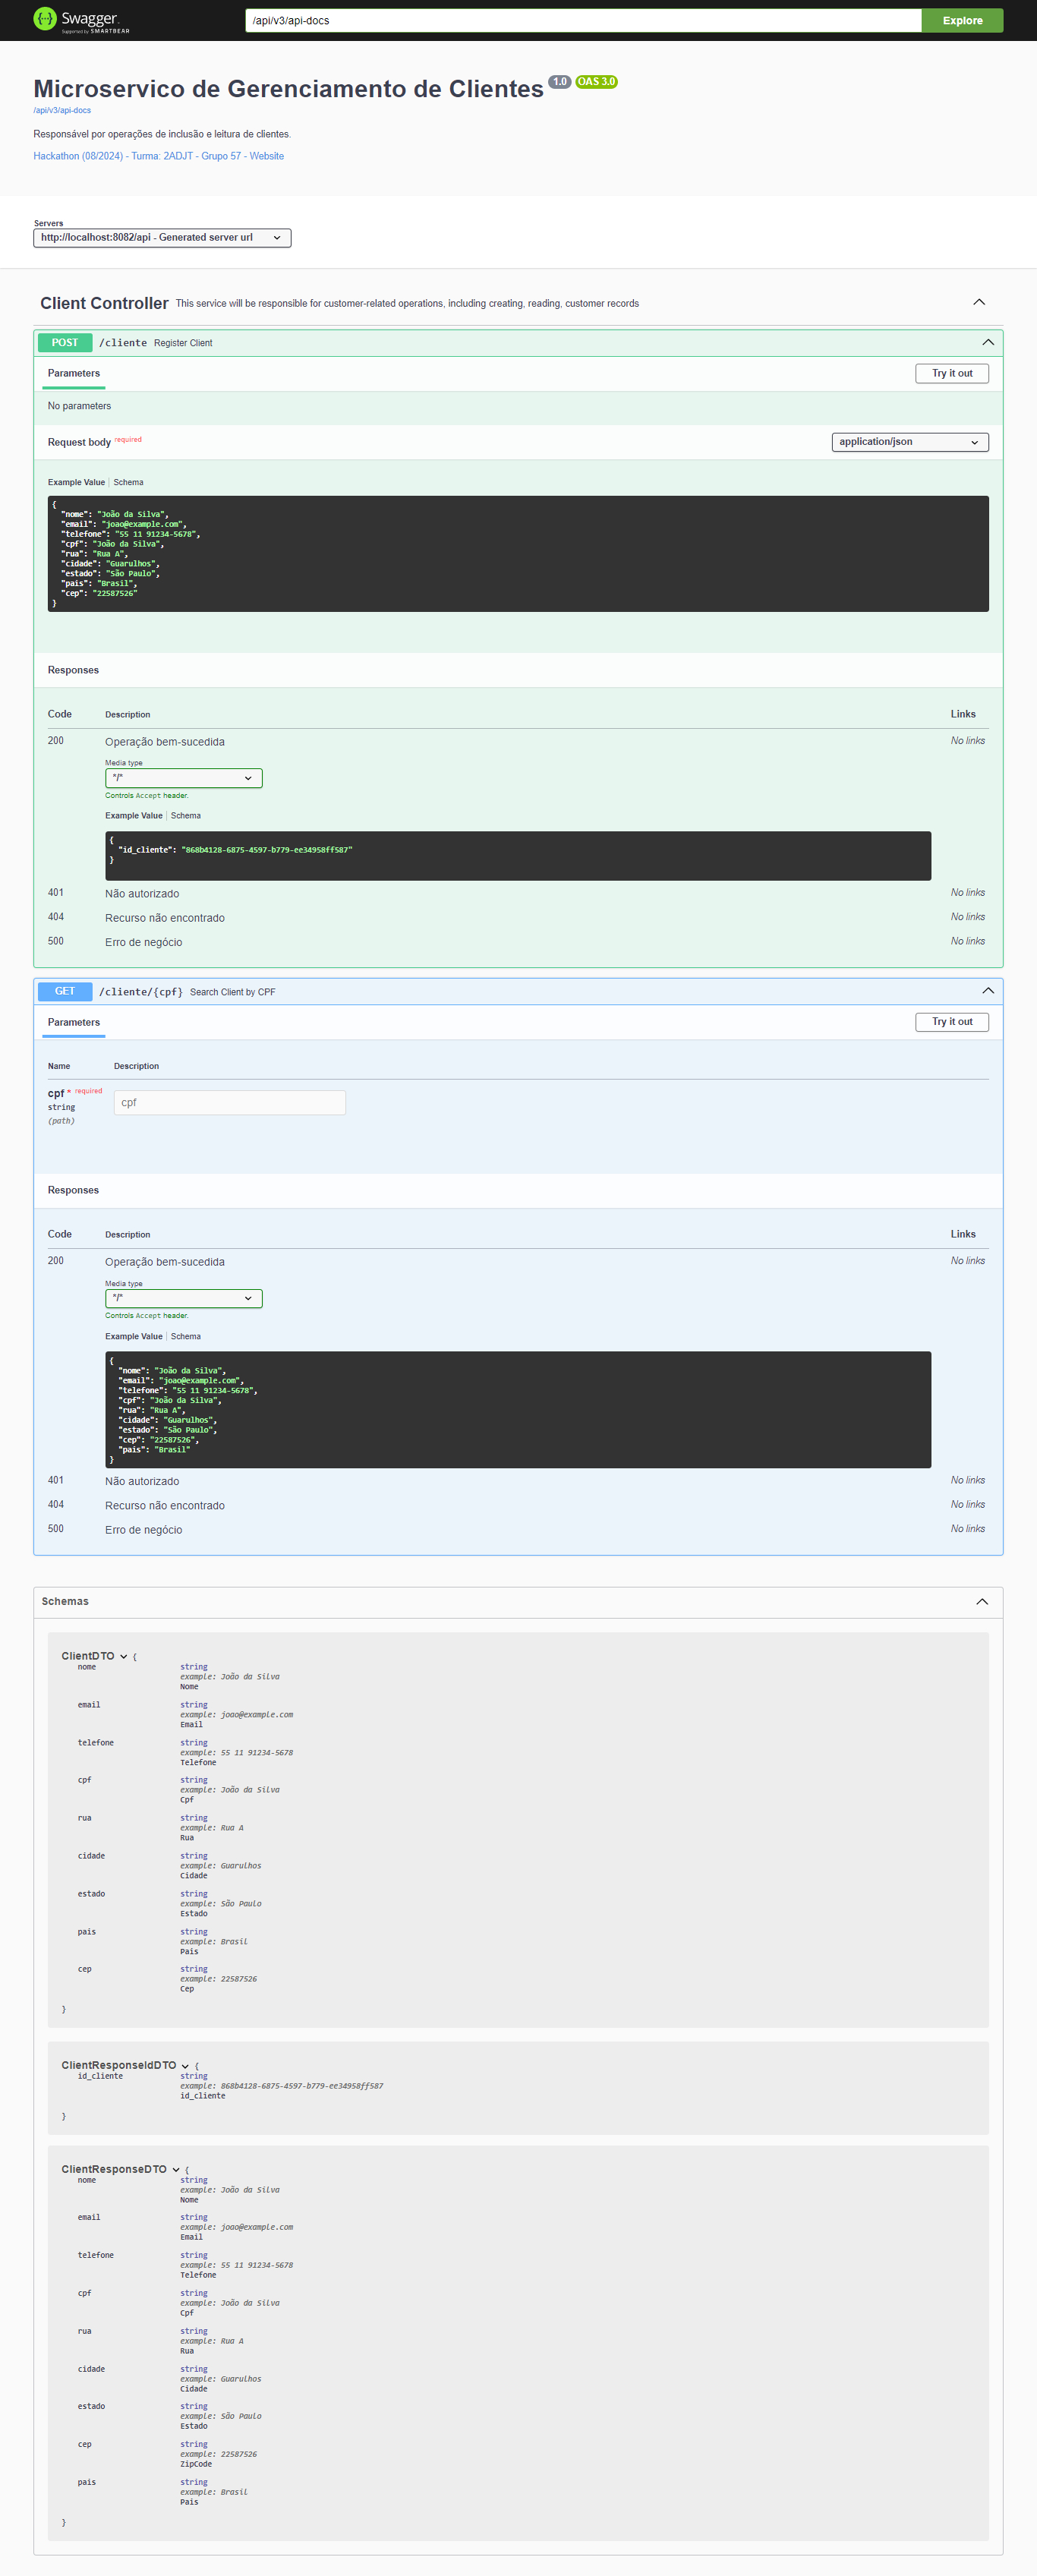 Swagger.
Supported by SMARTBEAR
/api/v3/api-docs
Explore
Microservico de Gerenciamento de Clientes 1.0 OAS 3.0
/api/v3/api-docs
Responsável por operações de inclusão e leitura de clientes.
Hackathon (08/2024) - Turma: 2ADJT - Grupo 57 - Website
Servers
http://localhost:8082/api - Generated server url
Client Controller This service will be responsible for customer-related operations, including creating, reading, customer records
POST /cliente Register Client
Parameters
Try it out
No parameters
Request body required
application/json
Example Value Schema
{
"nome": "João da Silva",
"email": "joao@example.com",
"telefone": "55 11 91234-5678",
"cpf": "João da Silva",
"rua": "Rua A",
"cidade": "Guarulhos",
"estado": "São Paulo",
"pais": "Brasil",
"cep": "22587526"
}
Responses
Code Description Links
200 Operação bem-sucedida No links
Media type
*/*
Controls Accept header.
Example Value Schema
{
"id_cliente": "868b4128-6875-4597-b779-ee34958ff587"
}
401 Não autorizado No links
404 Recurso não encontrado No links
500 Erro de negócio No links
GET /cliente/{cpf} Search Client by CPF
Parameters
Try it out
Name Description
cpf * required
string
(path)
cpf
Responses
Code Description Links
200 Operação bem-sucedida No links
Media type
*/*
Controls Accept header.
Example Value Schema
{
"nome": "João da Silva",
"email": "joao@example.com",
"telefone": "55 11 91234-5678",
"cpf": "João da Silva",
"rua": "Rua A",
"cidade": "Guarulhos",
"estado": "São Paulo",
"cep": "22587526",
"pais": "Brasil"
}
401 Não autorizado No links
404 Recurso não encontrado No links
500 Erro de negócio No links
Schemas
ClientDTO {
nome string
example: João da Silva
Nome
email string
example: joao@example.com
Email
telefone string
example: 55 11 91234-5678
Telefone
cpf string
example: João da Silva
Cpf
rua string
example: Rua A
Rua
cidade string
example: Guarulhos
Cidade
estado string
example: São Paulo
Estado
pais string
example: Brasil
Pais
cep string
example: 22587526
Cep
}
ClientResponseIdDTO {
id_cliente string
example: 868b4128-6875-4597-b779-ee34958ff587
id_cliente
}
ClientResponseDTO {
nome string
example: João da Silva
Nome
email string
example: joao@example.com
Email
telefone string
example: 55 11 91234-5678
Telefone
cpf string
example: João da Silva
Cpf
rua string
example: Rua A
Rua
cidade string
example: Guarulhos
Cidade
estado string
example: São Paulo
Estado
cep string
example: 22587526
ZipCode
pais string
example: Brasil
Pais
}